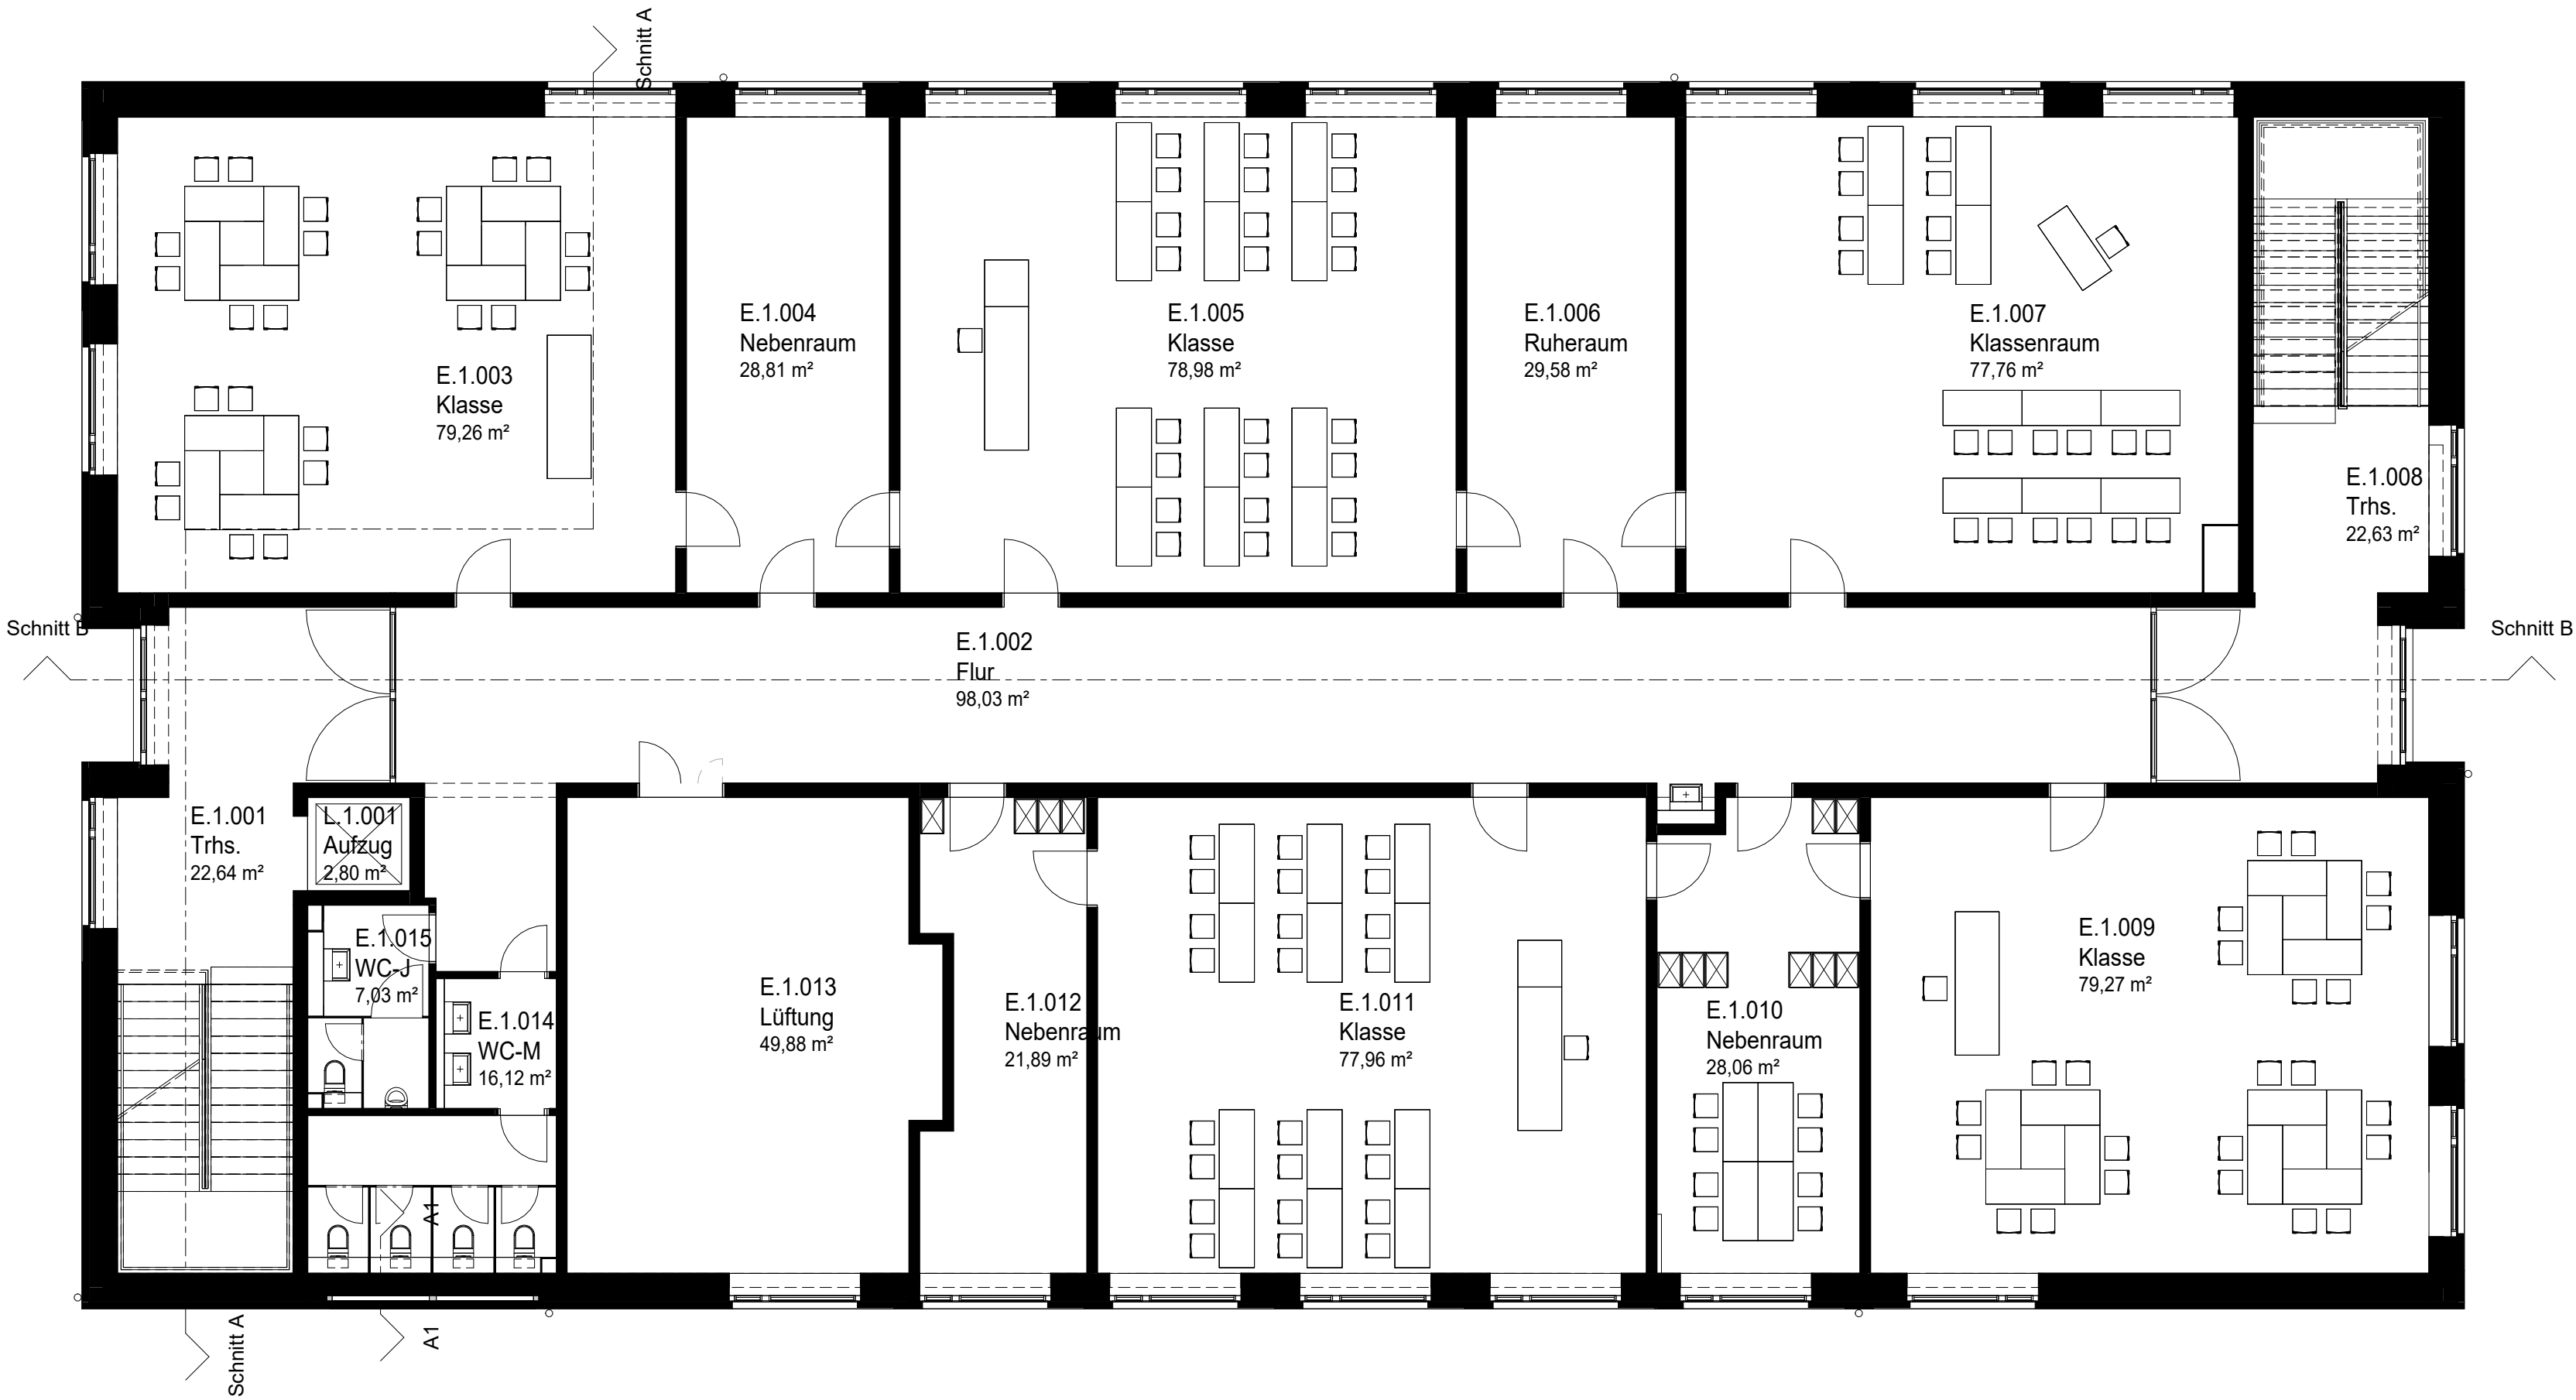 Schnitt A
E.1.004
Nebenraum
28,81 m²
E.1.005
Klasse
78,98 m²
E.1.006
Ruheraum
29,58 m²
E.1.007
Klassenraum
77,76 m²
E.1.003
Klasse
79,26 m²
E.1.008
Trhs.
22,63 m²
Schnitt B
E.1.002
Flur
98,03 m²
Schnitt B
E.1.001
Trhs.
22,64 m²
L.1.001
Aufzug
2,80 m²
E.1.015
WC-J
7,03 m²
E.1.014
WC-M
16,12 m²
E.1.013
Lüftung
49,88 m²
E.1.012
Nebenraum
21,89 m²
E.1.011
Klasse
77,96 m²
E.1.010
Nebenraum
28,06 m²
E.1.009
Klasse
79,27 m²
A1
Schnitt A
A1